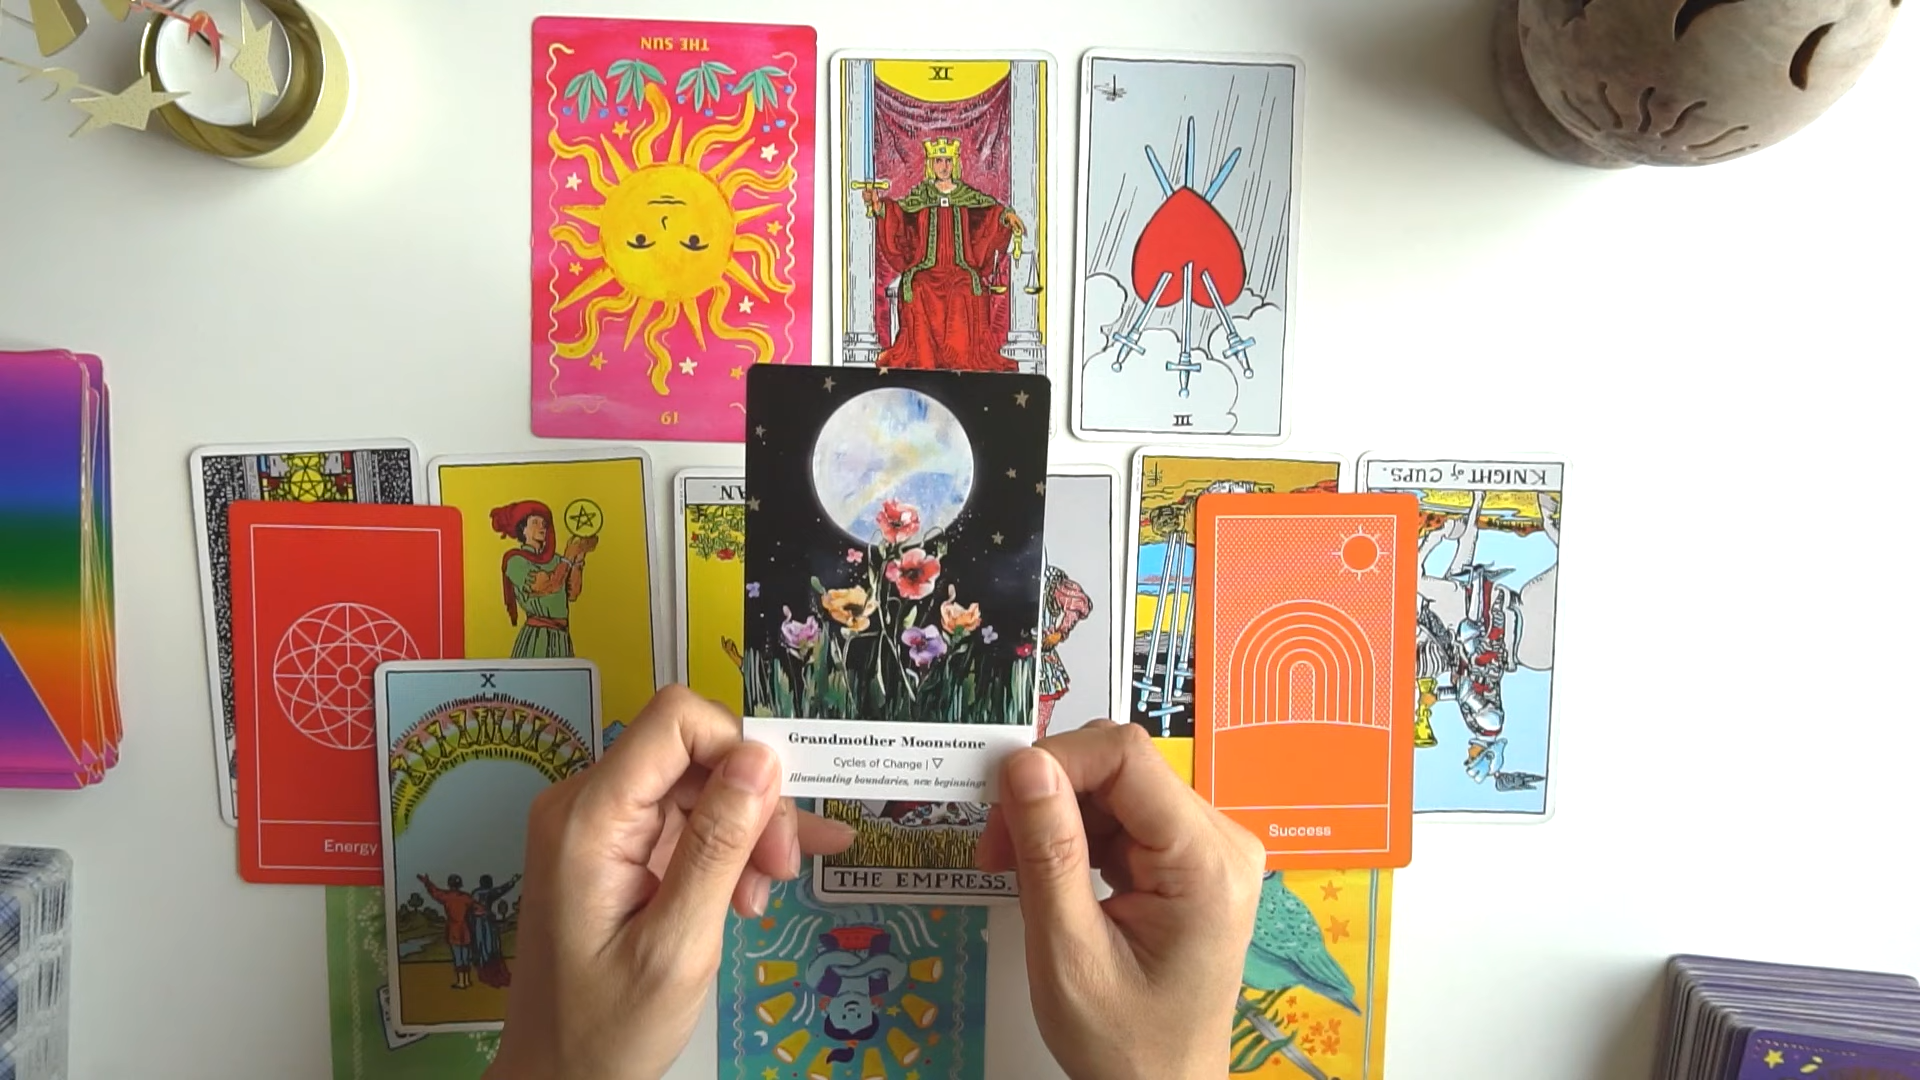 THE SUN
19
XI
III
KNIGHT of CUPS.
AN.
Grandmother Moonstone
Cycles of Change |
Illuminating boundaries, new beginnings
X
Energy
Success
THE EMPRESS.